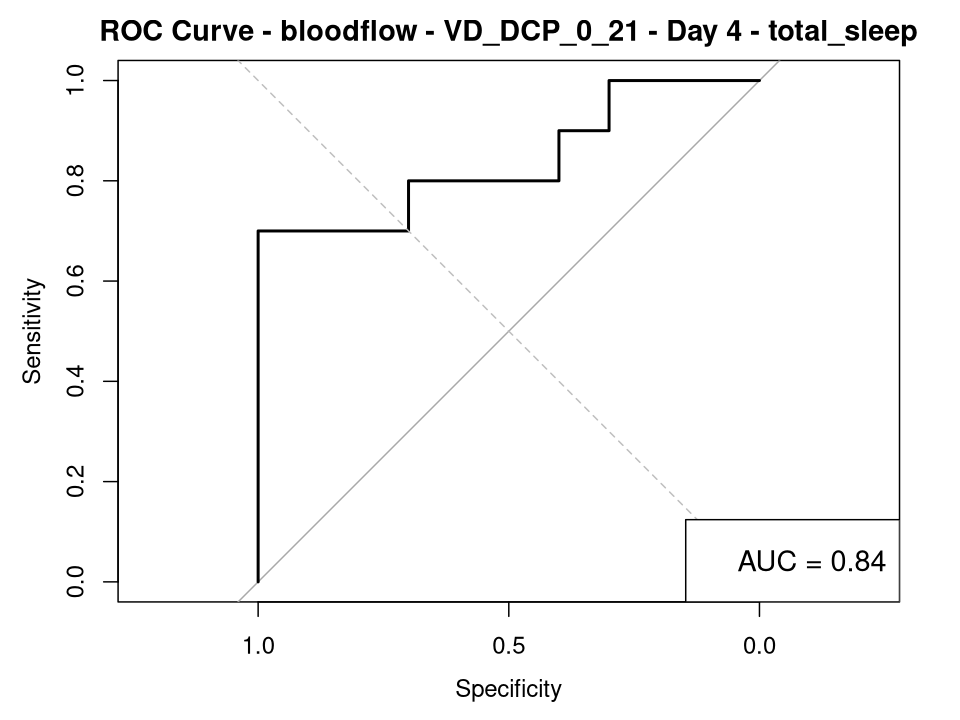 ROC Curve - bloodflow - VD_DCP_0_21 - Day 4 - total_sleep
1.0
0.8
0.6
0.4
0.2
0.0
Sensitivity
AUC = 0.84
1.0 0.5 0.0
Specificity